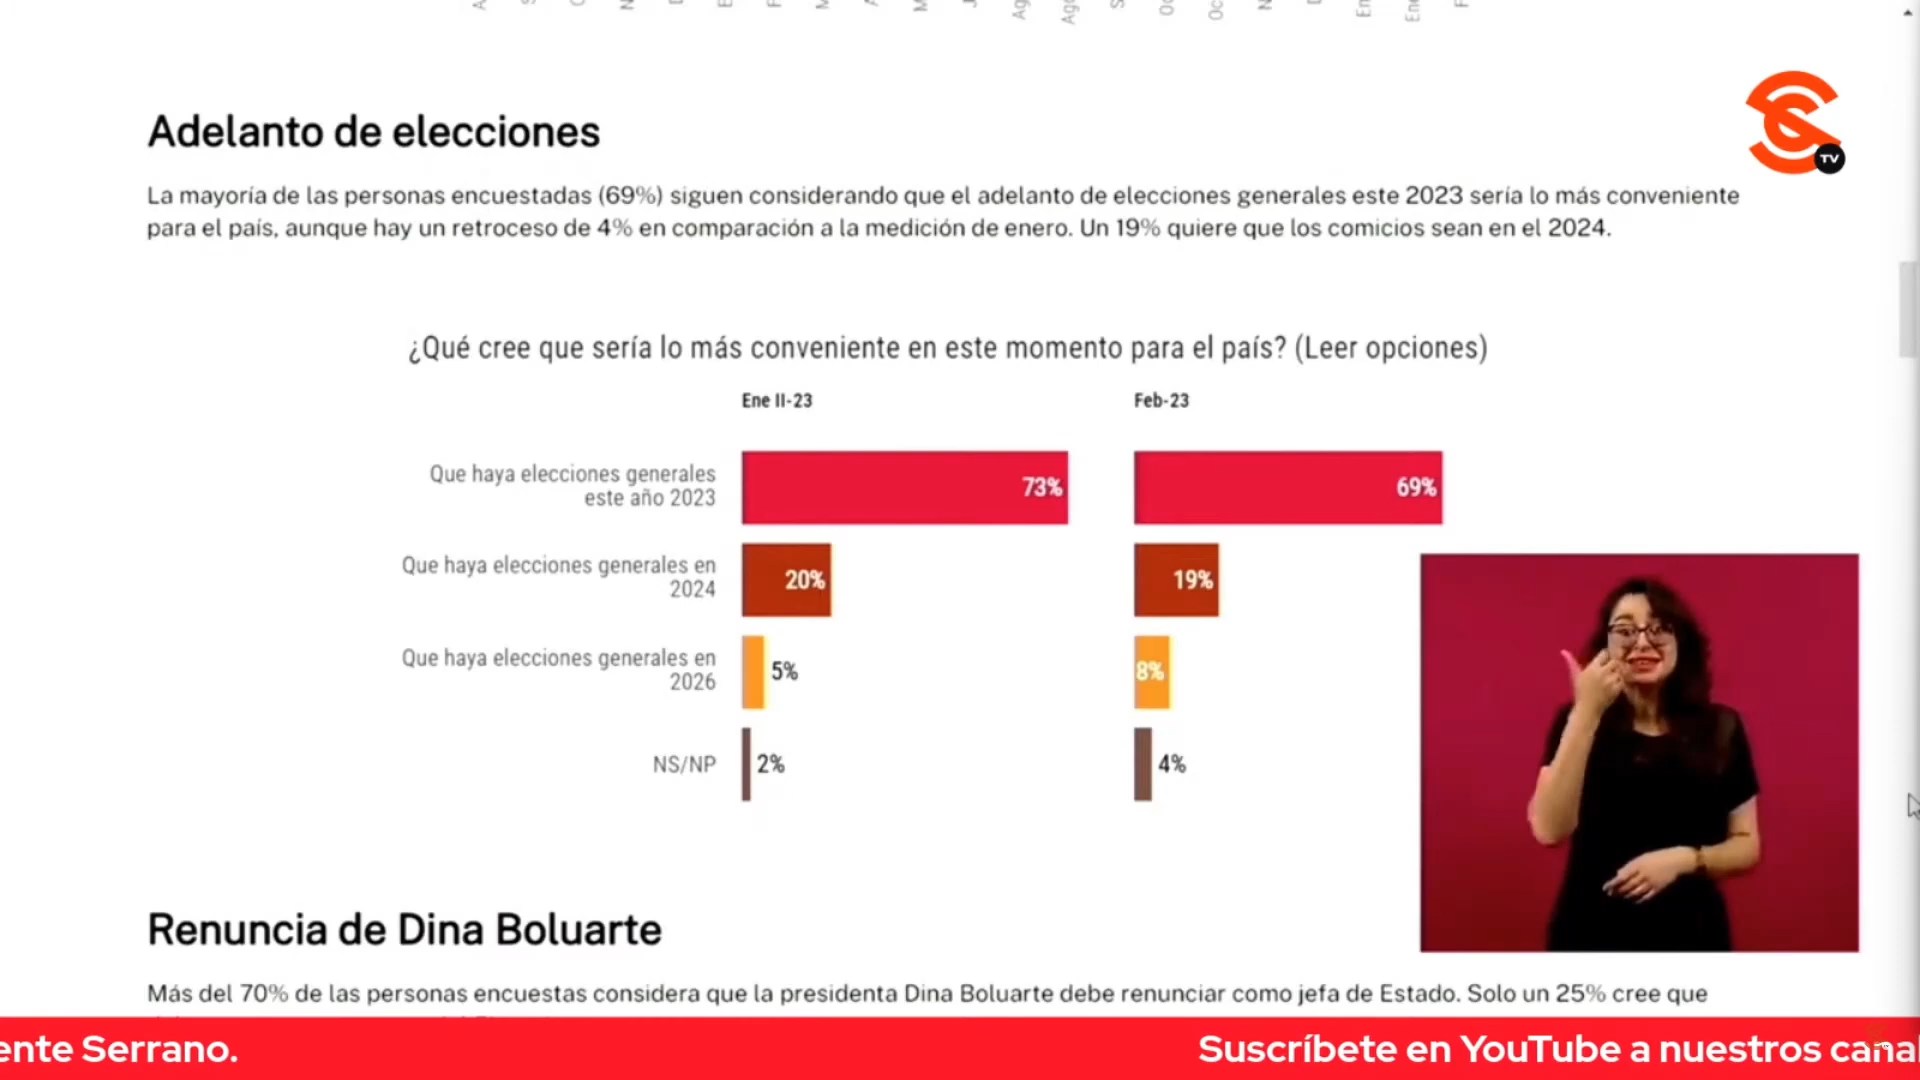 TV
Adelanto de elecciones
La mayoría de las personas encuestadas (69%) siguen considerando que el adelanto de elecciones generales este 2023 sería lo más conveniente
para el país, aunque hay un retroceso de 4% en comparación a la medición de enero. Un 19% quiere que los comicios sean en el 2024.
¿Qué cree que sería lo más conveniente en este momento para el país? (Leer opciones)
Ene II-23 Feb-23
Que haya elecciones generales
este año 2023
73% 69%
Que haya elecciones generales en
2024
20% 19%
Que haya elecciones generales en
2026
5% 8%
NS/NP 2% 4%
Renuncia de Dina Boluarte
Más del 70% de las personas encuestas considera que la presidenta Dina Boluarte debe renunciar como jefa de Estado. Solo un 25% cree que
ente Serrano. Suscríbete en YouTube a nuestros canal